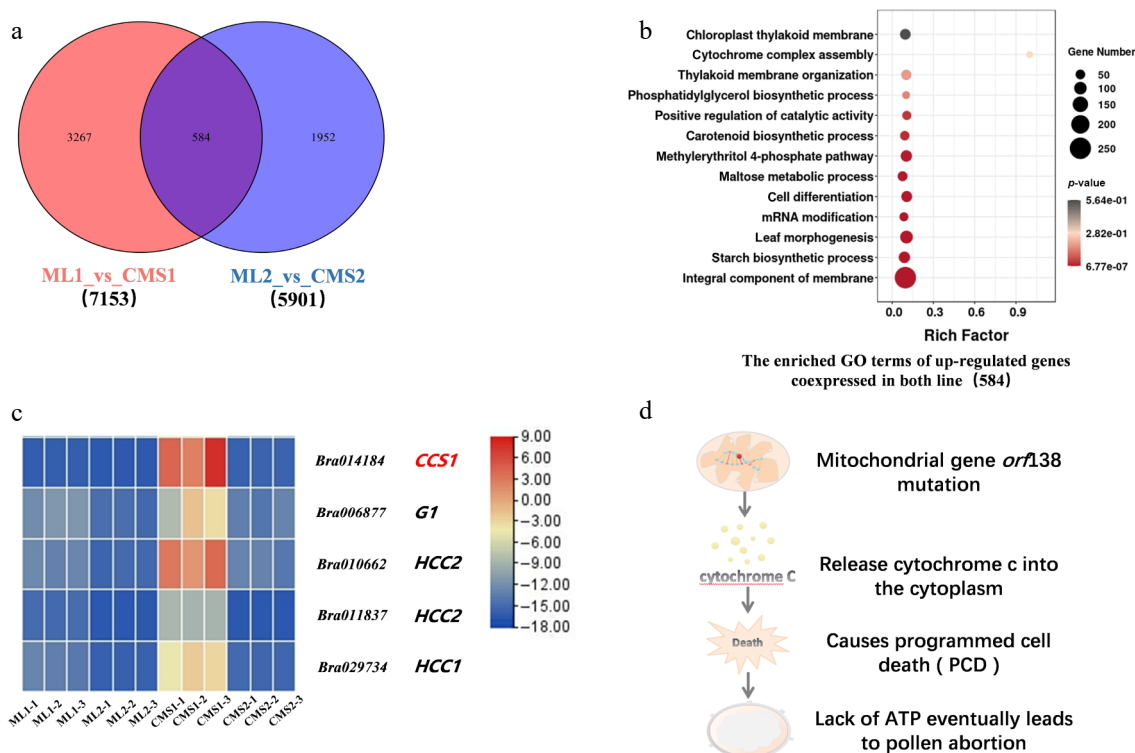 a
3267
584
1952
ML1_vs_CMS1
(7153)
ML2_vs_CMS2
(5901)
b
Chloroplast thylakoid membrane
Cytochrome complex assembly
Thylakoid membrane organization
Phosphatidylglycerol biosynthetic process
Positive regulation of catalytic activity
Carotenoid biosynthetic process
Methylerythritol 4-phosphate pathway
Maltose metabolic process
Cell differentiation
mRNA modification
Leaf morphogenesis
Starch biosynthetic process
Integral component of membrane
0.0 0.3 0.6 0.9
Rich Factor
Gene Number
50
100
150
200
250
p-value
5.64e-01
2.82e-01
6.77e-07
The enriched GO terms of up-regulated genes
coexpressed in both line (584)
c
Bra014184 CCS1
Bra006877 G1
Bra010662 HCC2
Bra011837 HCC2
Bra029734 HCC1
9.00
6.00
3.00
0.00
-3.00
-6.00
-9.00
-12.00
-15.00
-18.00
ML1-1 ML1-2 ML1-3 ML2-1 ML2-2 ML2-3 CMS1-1 CMS1-2 CMS1-3 CMS2-1 CMS2-2 CMS2-3
d
Mitochondrial gene orf138
mutation
cytochrome C
Release cytochrome c into
the cytoplasm
Death
Causes programmed cell
death ( PCD )
Lack of ATP eventually leads
to pollen abortion